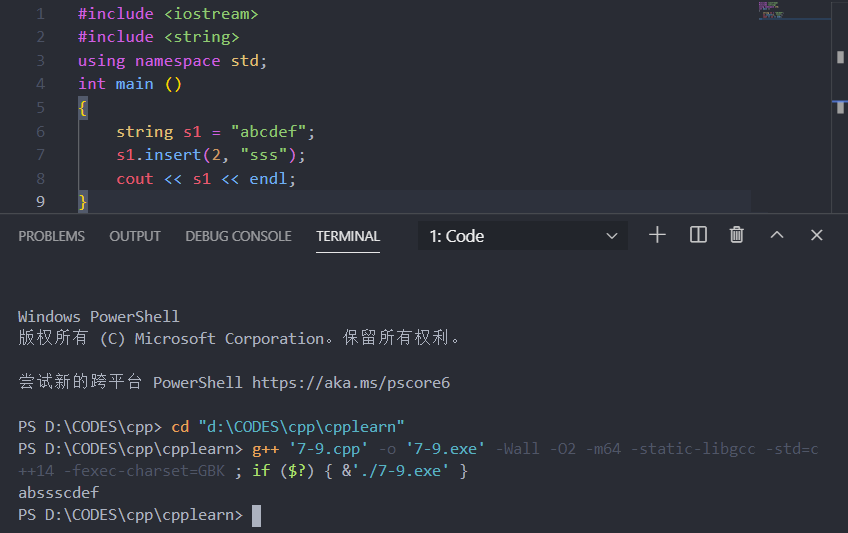 1 #include <iostream>
2 #include <string>
3 using namespace std;
4 int main ()
5 {
6     string s1 = "abcdef";
7     s1.insert(2, "sss");
8     cout << s1 << endl;
9 }
PROBLEMS OUTPUT DEBUG CONSOLE TERMINAL 1: Code
Windows PowerShell
版权所有 (C) Microsoft Corporation。保留所有权利。
尝试新的跨平台 PowerShell https://aka.ms/pscore6
PS D:\CODES\cpp> cd "d:\CODES\cpp\cpplearn"
PS D:\CODES\cpp\cpplearn> g++ '7-9.cpp' -o '7-9.exe' -Wall -O2 -m64 -static-libgcc -std=c
++14 -fexec-charset=GBK ; if ($?) { &'./7-9.exe' }
abssscdef
PS D:\CODES\cpp\cpplearn>